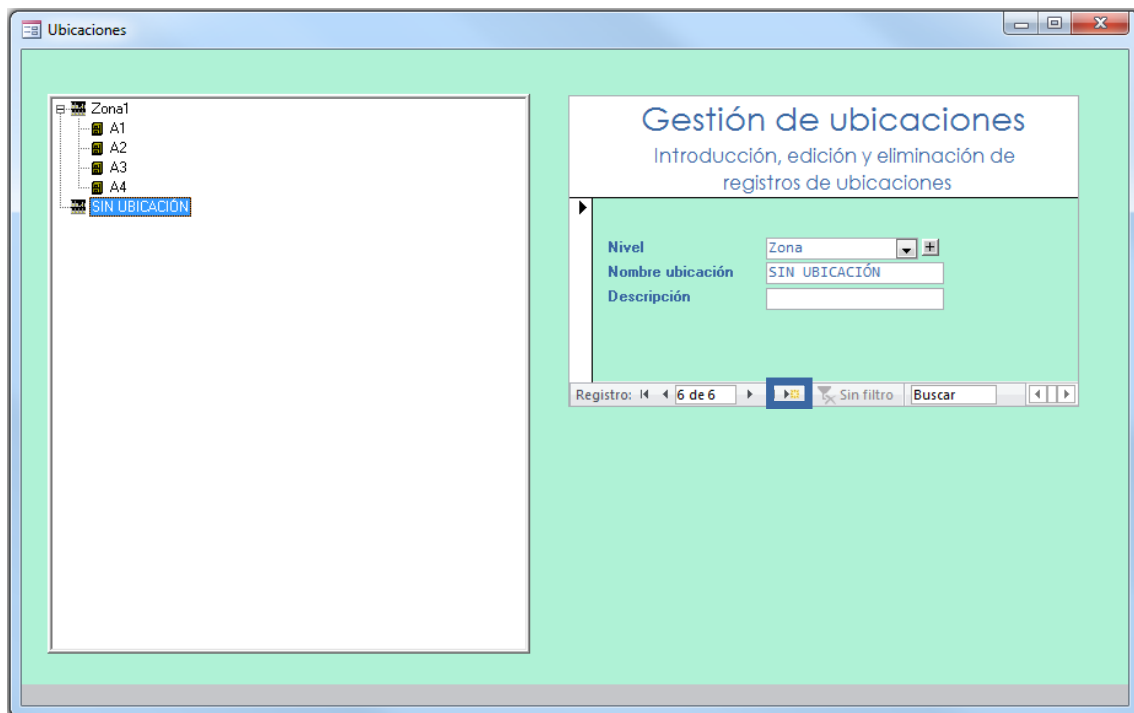 Ubicaciones
Zona1
A1
A2
A3
A4
SIN UBICACIÓN
Gestión de ubicaciones
Introducción, edición y eliminación de
registros de ubicaciones
Nivel Zona
Nombre ubicación SIN UBICACIÓN
Descripción
Registro: 6 de 6 Sin filtro Buscar